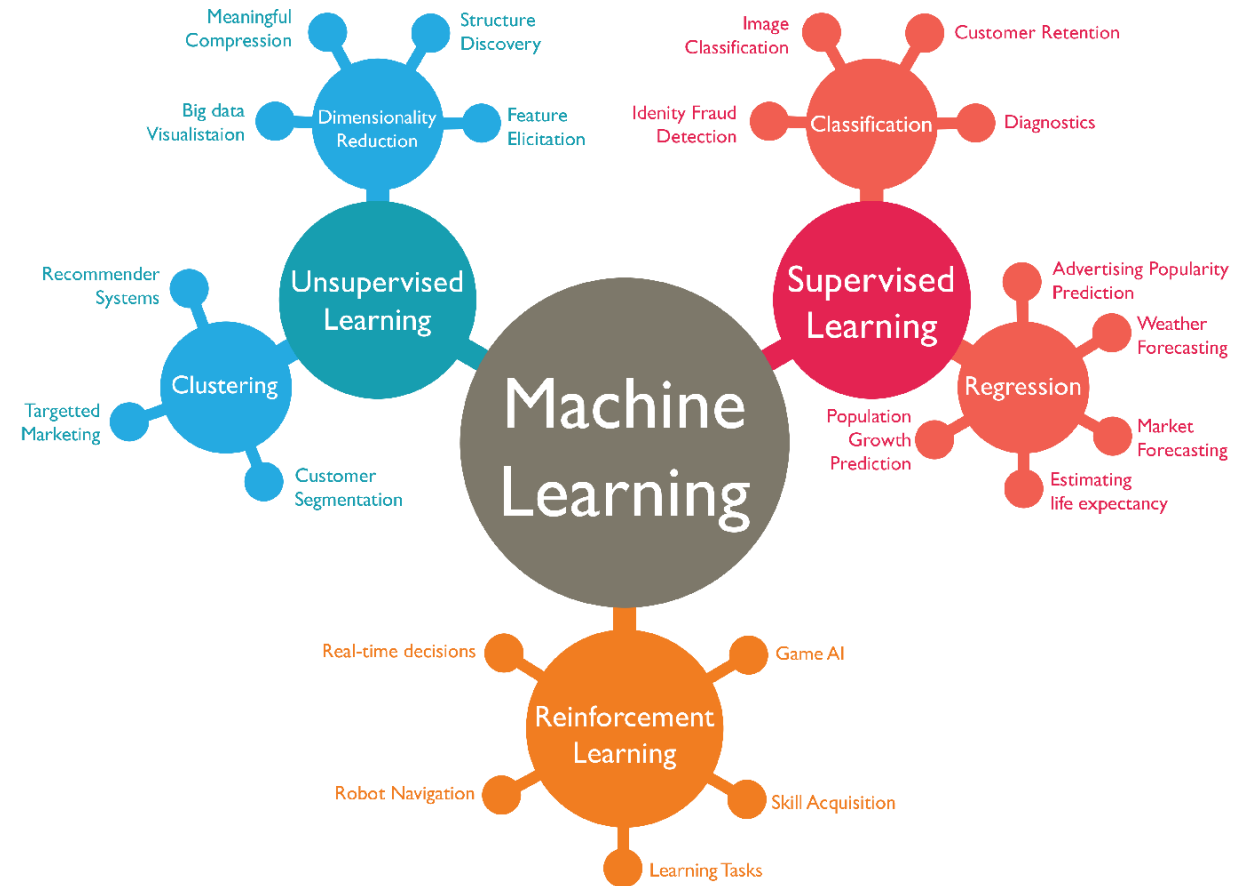 Meaningful
Compression
Structure
Discovery
Big data
Visualistaion
Dimensionality
Reduction
Feature
Elicitation
Image
Classification
Customer Retention
Idenity Fraud
Detection
Classification
Diagnostics
Unsupervised
Learning
Recommender
Systems
Clustering
Targetted
Marketing
Customer
Segmentation
Supervised
Learning
Advertising Popularity
Prediction
Weather
Forecasting
Regression
Population
Growth
Prediction
Market
Forecasting
Estimating
life expectancy
Machine
Learning
Real-time decisions
Game AI
Reinforcement
Learning
Robot Navigation
Skill Acquisition
Learning Tasks